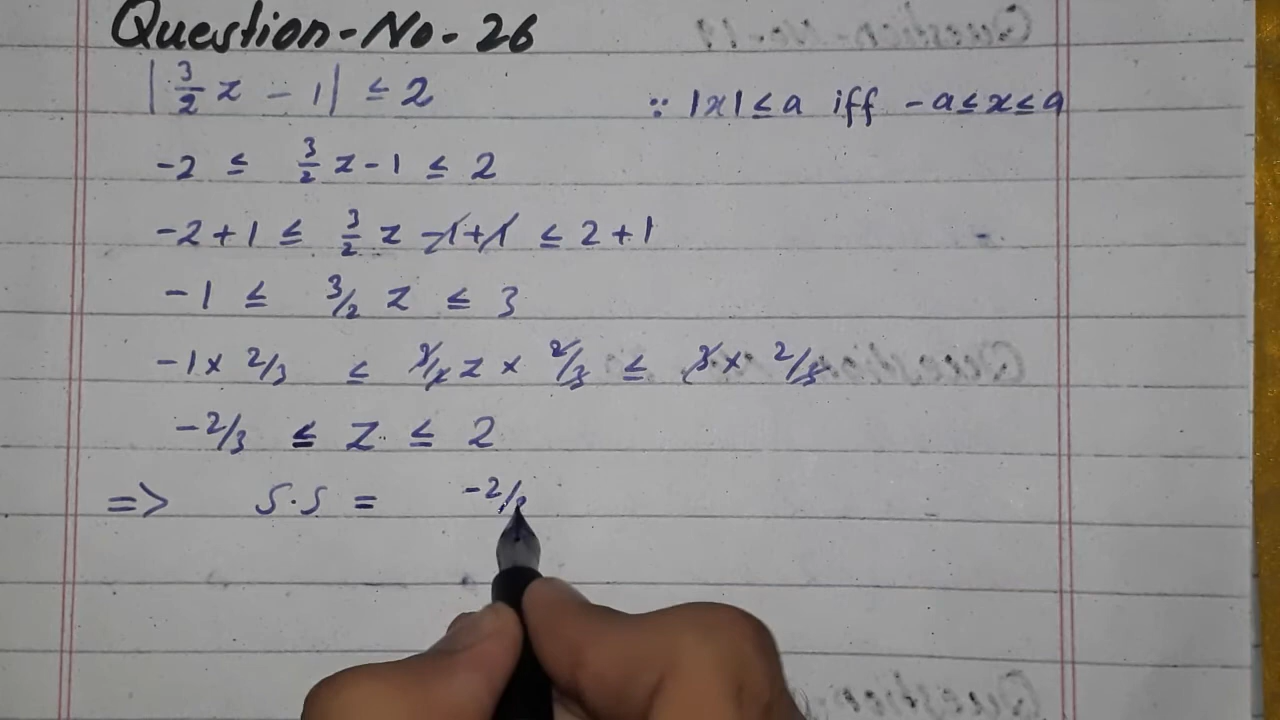 Question-No-26
|3/2 z - 1| ≤ 2 ∵ |x| ≤ a iff -a ≤ x ≤ a
-2 ≤ 3/2 z - 1 ≤ 2
-2+1 ≤ 3/2 z -1+1 ≤ 2+1
-1 ≤ 3/2 z ≤ 3
-1 × 2/3 ≤ 3/2 z × 2/3 ≤ 3 × 2/3
-2/3 ≤ z ≤ 2
=> S.S = -2/